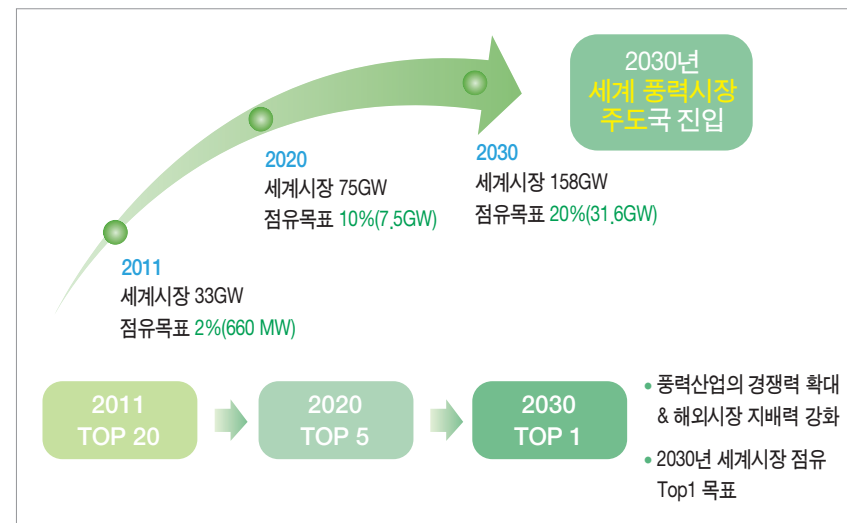 2030년
세계 풍력시장
주도국 진입
2020
세계시장 75GW
점유목표 10%(7.5GW)
2030
세계시장 158GW
점유목표 20%(31.6GW)
2011
세계시장 33GW
점유목표 2%(660 MW)
2011
TOP 20
2020
TOP 5
2030
TOP 1
• 풍력산업의 경쟁력 확대
& 해외시장 지배력 강화
• 2030년 세계시장 점유
Top1 목표